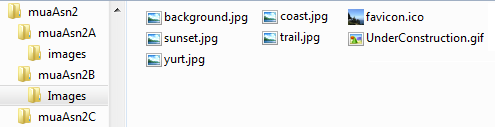 muaAsn2
muaAsn2A
images
muaAsn2B
Images
muaAsn2C
background.jpg coast.jpg favicon.ico
sunset.jpg trail.jpg UnderConstruction.gif
yurt.jpg